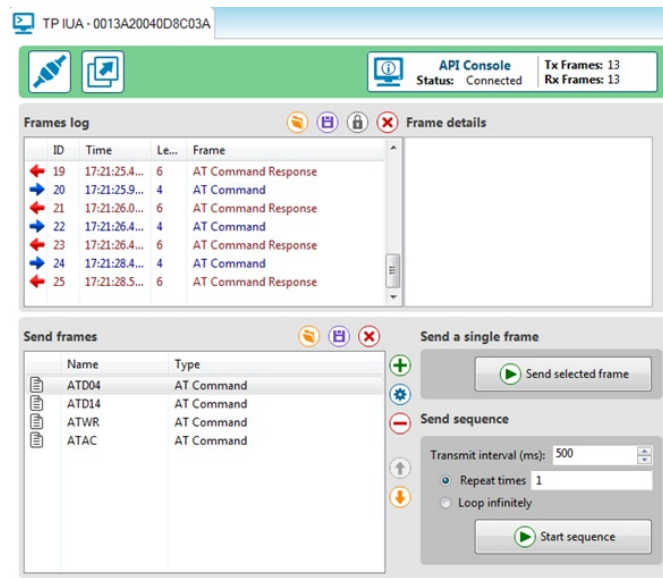 TP IUA - 0013A20040D8C03A
API Console
Status: Connected
Tx Frames: 13
Rx Frames: 13
Frames log
Frame details
ID Time Le... Frame
19 17:21:25.4... 6 AT Command Response
20 17:21:25.9... 4 AT Command
21 17:21:26.0... 6 AT Command Response
22 17:21:26.4... 4 AT Command
23 17:21:26.4... 6 AT Command Response
24 17:21:28.4... 4 AT Command
25 17:21:28.5... 6 AT Command Response
Send frames
Name Type
ATD04 AT Command
ATD14 AT Command
ATWR AT Command
ATAC AT Command
Send a single frame
Send selected frame
Send sequence
Transmit interval (ms): 500
Repeat times 1
Loop infinitely
Start sequence